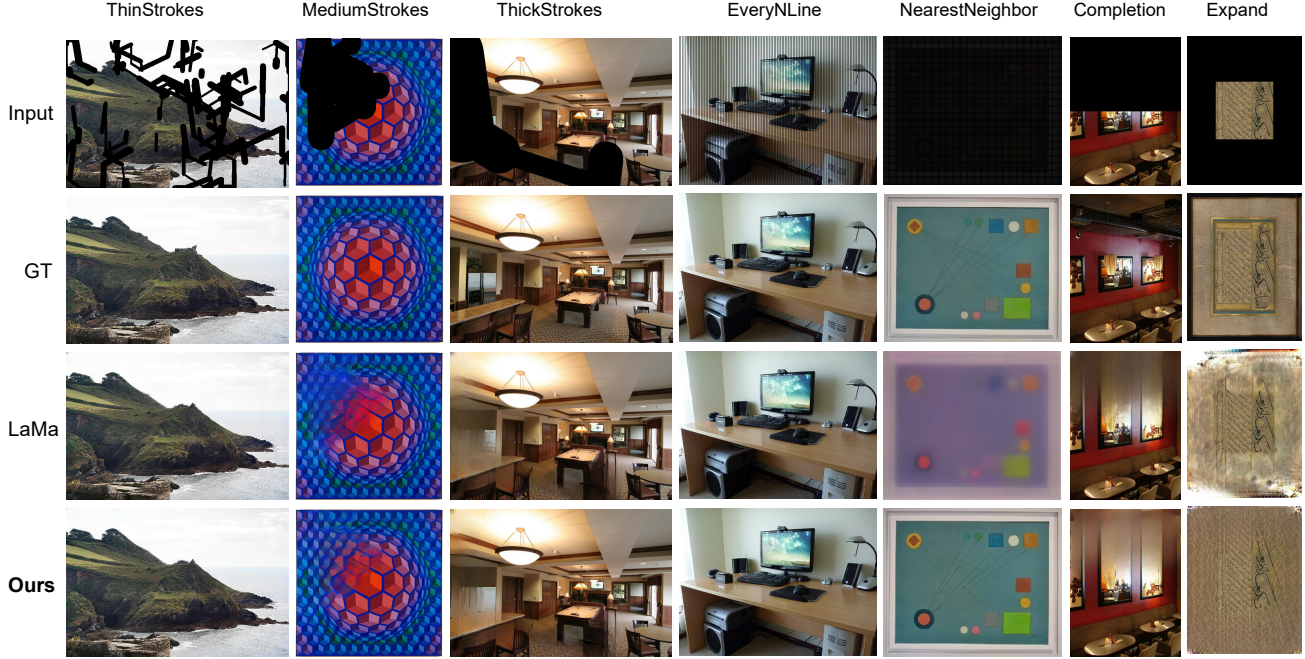 ThinStrokes MediumStrokes ThickStrokes EveryNLine NearestNeighbor Completion Expand
Input
GT
LaMa
Ours